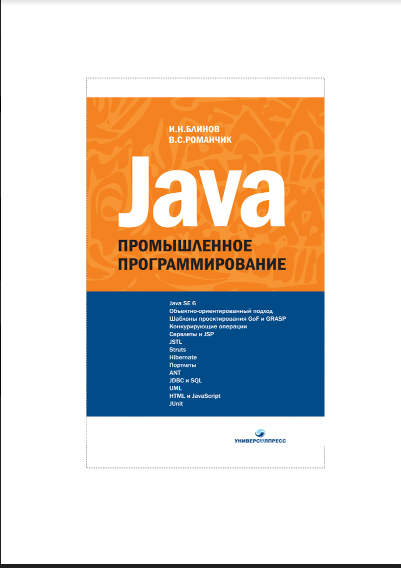 И.Н.БЛИНОВ
В.С.РОМАНЧИК
Java
ПРОМЫШЛЕННОЕ
ПРОГРАММИРОВАНИЕ
Java SE 6
Объектно-ориентированный подход
Шаблоны проектирования GoF и GRASP
Конкурирующие операции
Сервлеты и JSP
JSTL
Struts
Hibernate
Портлеты
ANT
JDBC и SQL
UML
HTML и JavaScript
JUnit
УНИВЕРСАЛПРЕСС